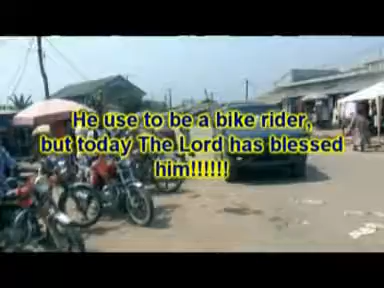 He use to be a bike rider,
but today The Lord has blessed
him!!!!!!